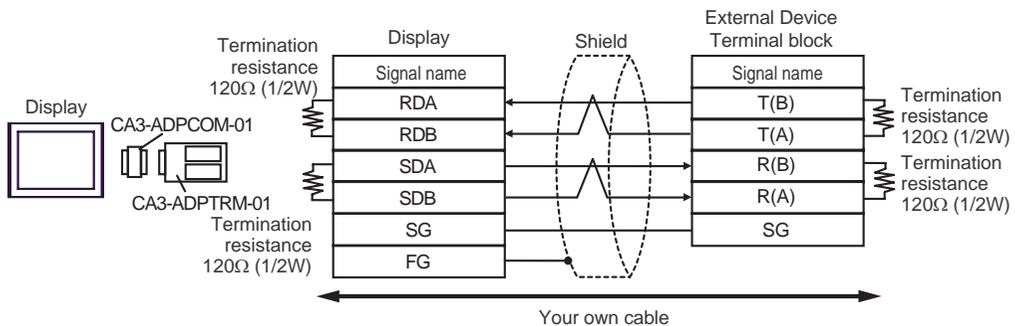 External Device
Terminal block
Display
Shield
Termination
resistance
120Ω (1/2W)
Signal name
Signal name
Display
CA3-ADPCOM-01
CA3-ADPTRM-01
RDA
T(B)
RDB
T(A)
SDA
R(B)
SDB
R(A)
SG
SG
FG
Termination
resistance
120Ω (1/2W)
Termination
resistance
120Ω (1/2W)
Termination
resistance
120Ω (1/2W)
Your own cable